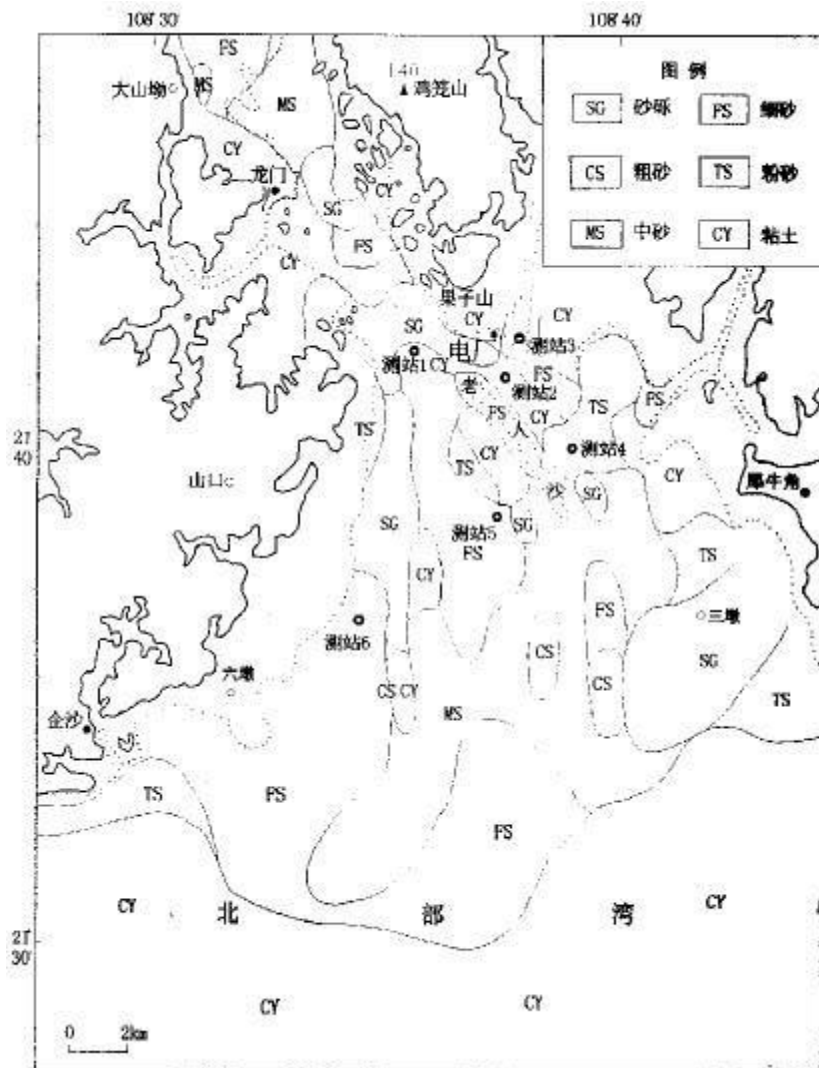 108°30′
108°40′
FS
图例
大山坳
MS
鸡笼山
MS
SG 砂砾
FS 细砂
CY
龙门
CS 粗砂
TS 粉砂
SG
CY
FS
MS 中砂
CY 粘土
CY
果子山
CY
CY
SG
电厂
测站3
测站1
CY
FS
老
测站2
TS
FS
FS
CY
人
TS
21°
40′
CY
测站4
TS
山口
沙
SG
CY
犀牛角
SG
测站5
SG
FS
TS
CY
FS
三墩
测站6
CS
SG
六墩
CS
CY
CS
TS
MS
企沙
TS
FS
FS
CY
北部湾
CY
21°
30′
CY
CY
0 2km